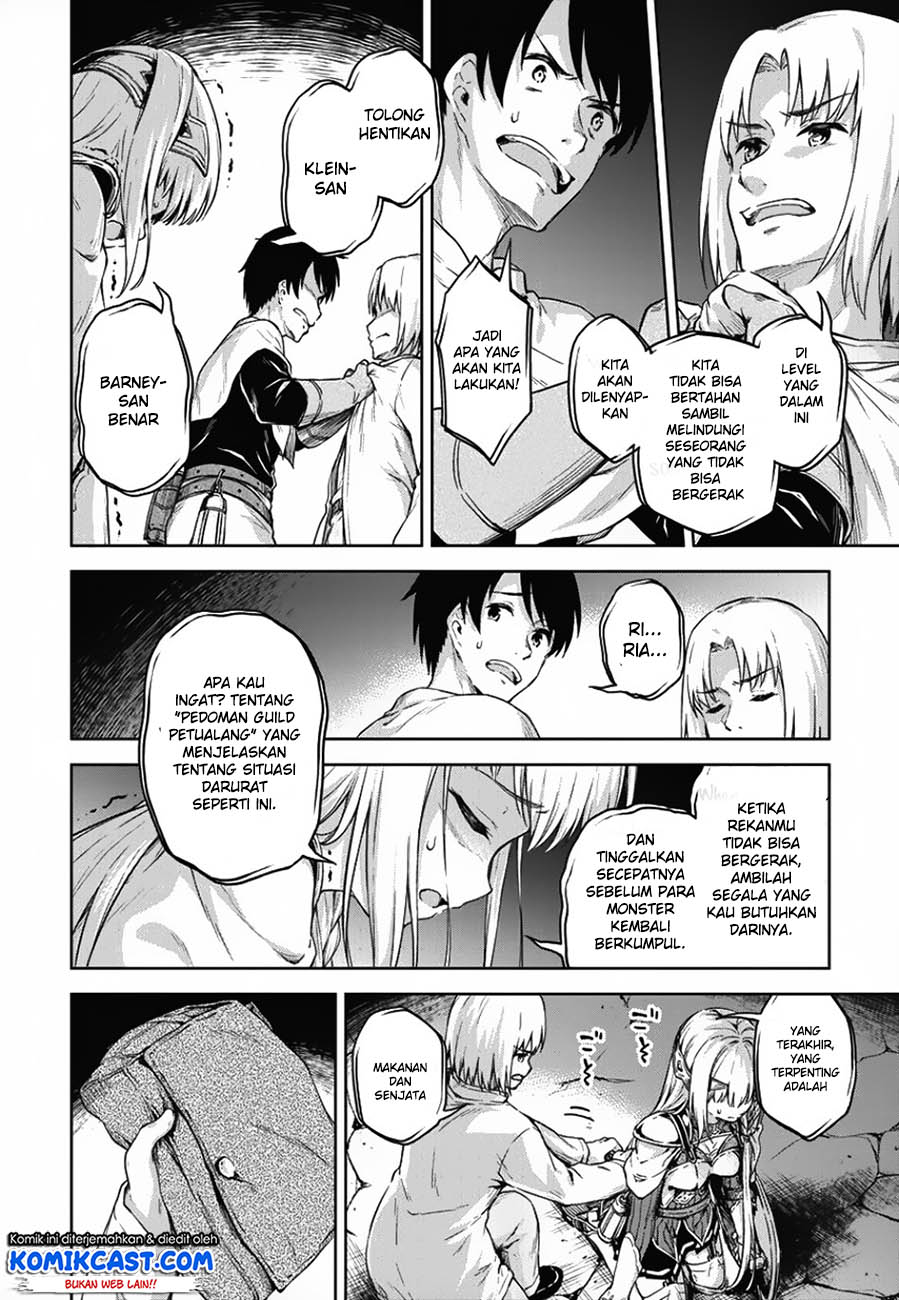 DI
LEVEL
YANG
DALAM
INI
KITA
TIDAK BISA
BERTAHAN
SAMBIL
MELINDUNGI
SESEORANG
YANG TIDAK
BISA
BERGERAK
KITA
AKAN
DILENYAP-
KAN
JADI
APA YANG
AKAN KITA
LAKUKAN!
TOLONG
HENTIKAN
KLEIN-
SAN
BARNEY-
SAN
BENAR
RI...
RIA...
APA KAU
INGAT? TENTANG
"PEDOMAN GUILD
PETUALANG" YANG
MENJELASKAN
TENTANG SITUASI
DARURAT
SEPERTI INI.
KETIKA
REKANMU
TIDAK BISA
BERGERAK,
AMBILAH
SEGALA YANG
KAU BUTUHKAN
DARINYA.
DAN
TINGGALKAN
SECEPATNYA
SEBELUM PARA
MONSTER
KEMBALI
BERKUMPUL.
YANG
TERAKHIR,
YANG
TERPENTING
ADALAH
MAKANAN
DAN
SENJATA
Komik ini diterjemahkan & diedit oleh
KOMIKCAST.COM
BUKAN WEB LAIN!!